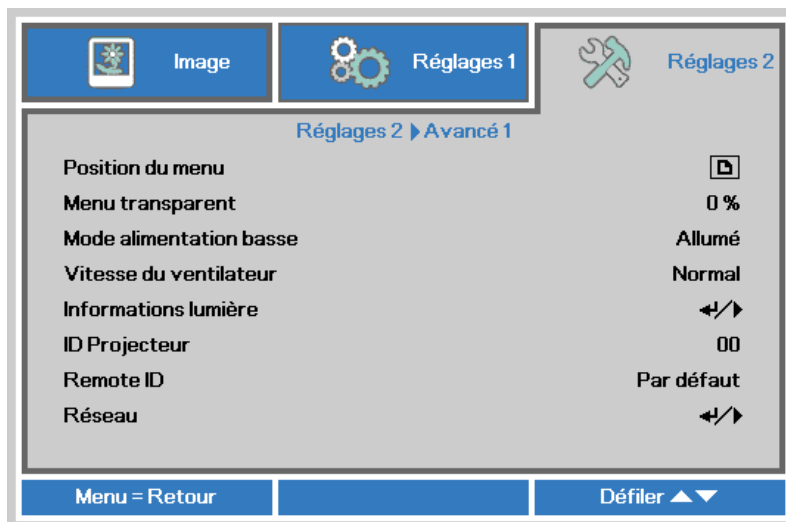 Image
Réglages 1
Réglages 2
Réglages 2 ▶ Avancé 1
Position du menu
Menu transparent 0 %
Mode alimentation basse Allumé
Vitesse du ventilateur Normal
Informations lumière ↵/▶
ID Projecteur 00
Remote ID Par défaut
Réseau ↵/▶
Menu = Retour
Défiler ▲▼